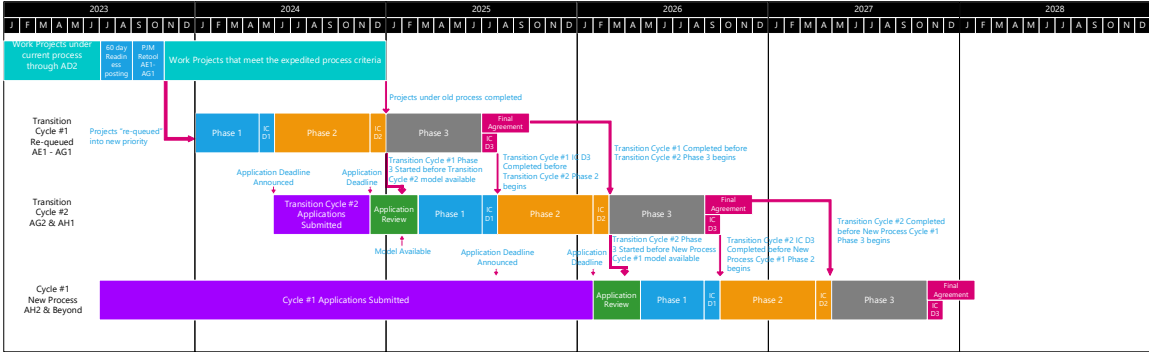 2023 2024 2025 2026 2027 2028
J F M A M J J A S O N D J F M A M J J A S O N D J F M A M J J A S O N D J F M A M J J A S O N D J F M A M J J A S O N D J F M A M J J A S O N D
Work Projects under
current process
through AD2
60 day
Readin
ess
posting
PJM
Retool
AE1-
AG1
Work Projects that meet the expedited process criteria
Projects under old process completed
Transition
Cycle #1
Re-queued
AE1 - AG1
Projects "re-queued"
into new priority
Phase 1
IC
D1
Phase 2
IC
D2
Phase 3
Final
Agreement
IC
D3
Transition Cycle #1 Phase
3 Started before Transition
Cycle #2 model available
Transition Cycle #1 IC D3
Completed before
Transition Cycle #2 Phase 2
begins
Transition Cycle #1 Completed before
Transition Cycle #2 Phase 3 begins
Application Deadline
Announced
Application
Deadline
Transition
Cycle #2
AG2 & AH1
Transition Cycle #2
Applications
Submitted
Application
Review
Phase 1
IC
D1
Phase 2
IC
D2
Phase 3
Final
Agreement
IC
D3
Model Available
Application Deadline
Announced
Application
Deadline
Transition Cycle #2 Phase
3 Started before New Process
Cycle #1 model available
Transition Cycle #2 IC D3
Completed before New
Process Cycle #1 Phase 2
begins
Transition Cycle #2 Completed
before New Process Cycle #1
Phase 3 begins
Cycle #1
New Process
AH2 & Beyond
Cycle #1 Applications Submitted
Application
Review
Phase 1
IC
D2
Phase 2
IC
D2
Phase 3
Final
Agreement
IC
D3